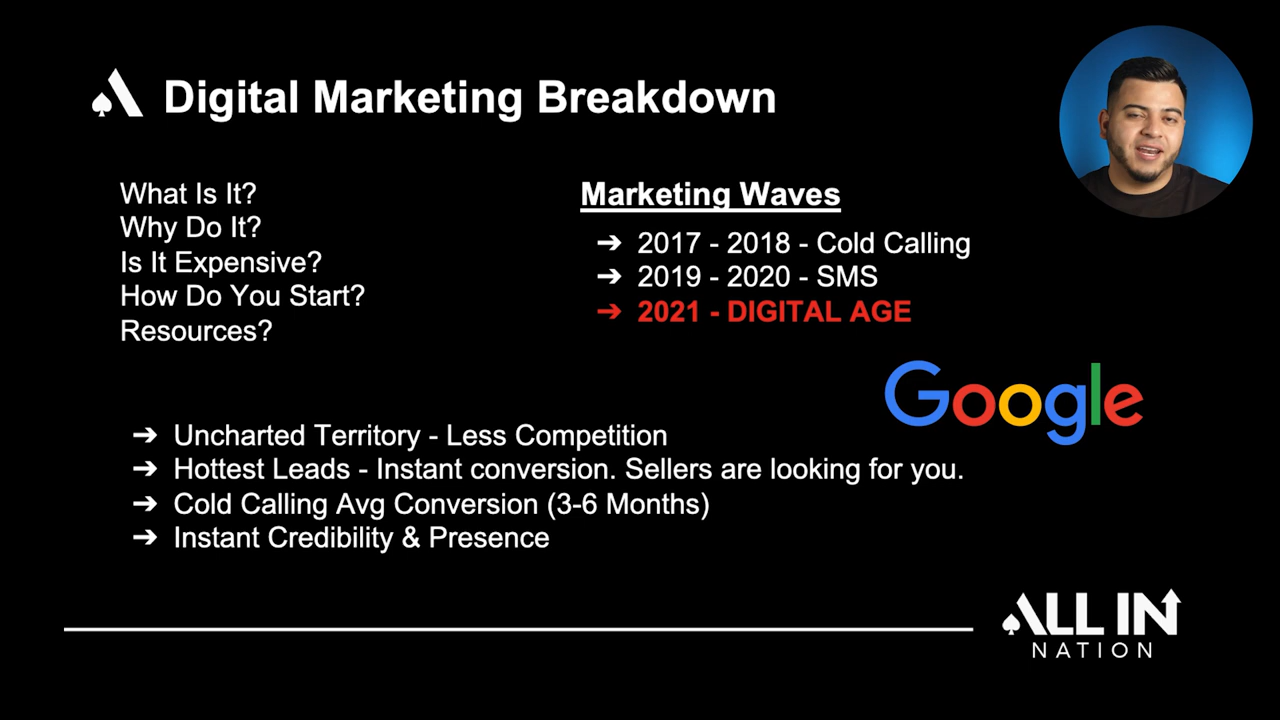 Digital Marketing Breakdown
What Is It?
Why Do It?
Is It Expensive?
How Do You Start?
Resources?
Marketing Waves
➔ 2017 - 2018 - Cold Calling
➔ 2019 - 2020 - SMS
➔ 2021 - DIGITAL AGE
Google
➔ Uncharted Territory - Less Competition
➔ Hottest Leads - Instant conversion. Sellers are looking for you.
➔ Cold Calling Avg Conversion (3-6 Months)
➔ Instant Credibility & Presence
ALL IN
NATION